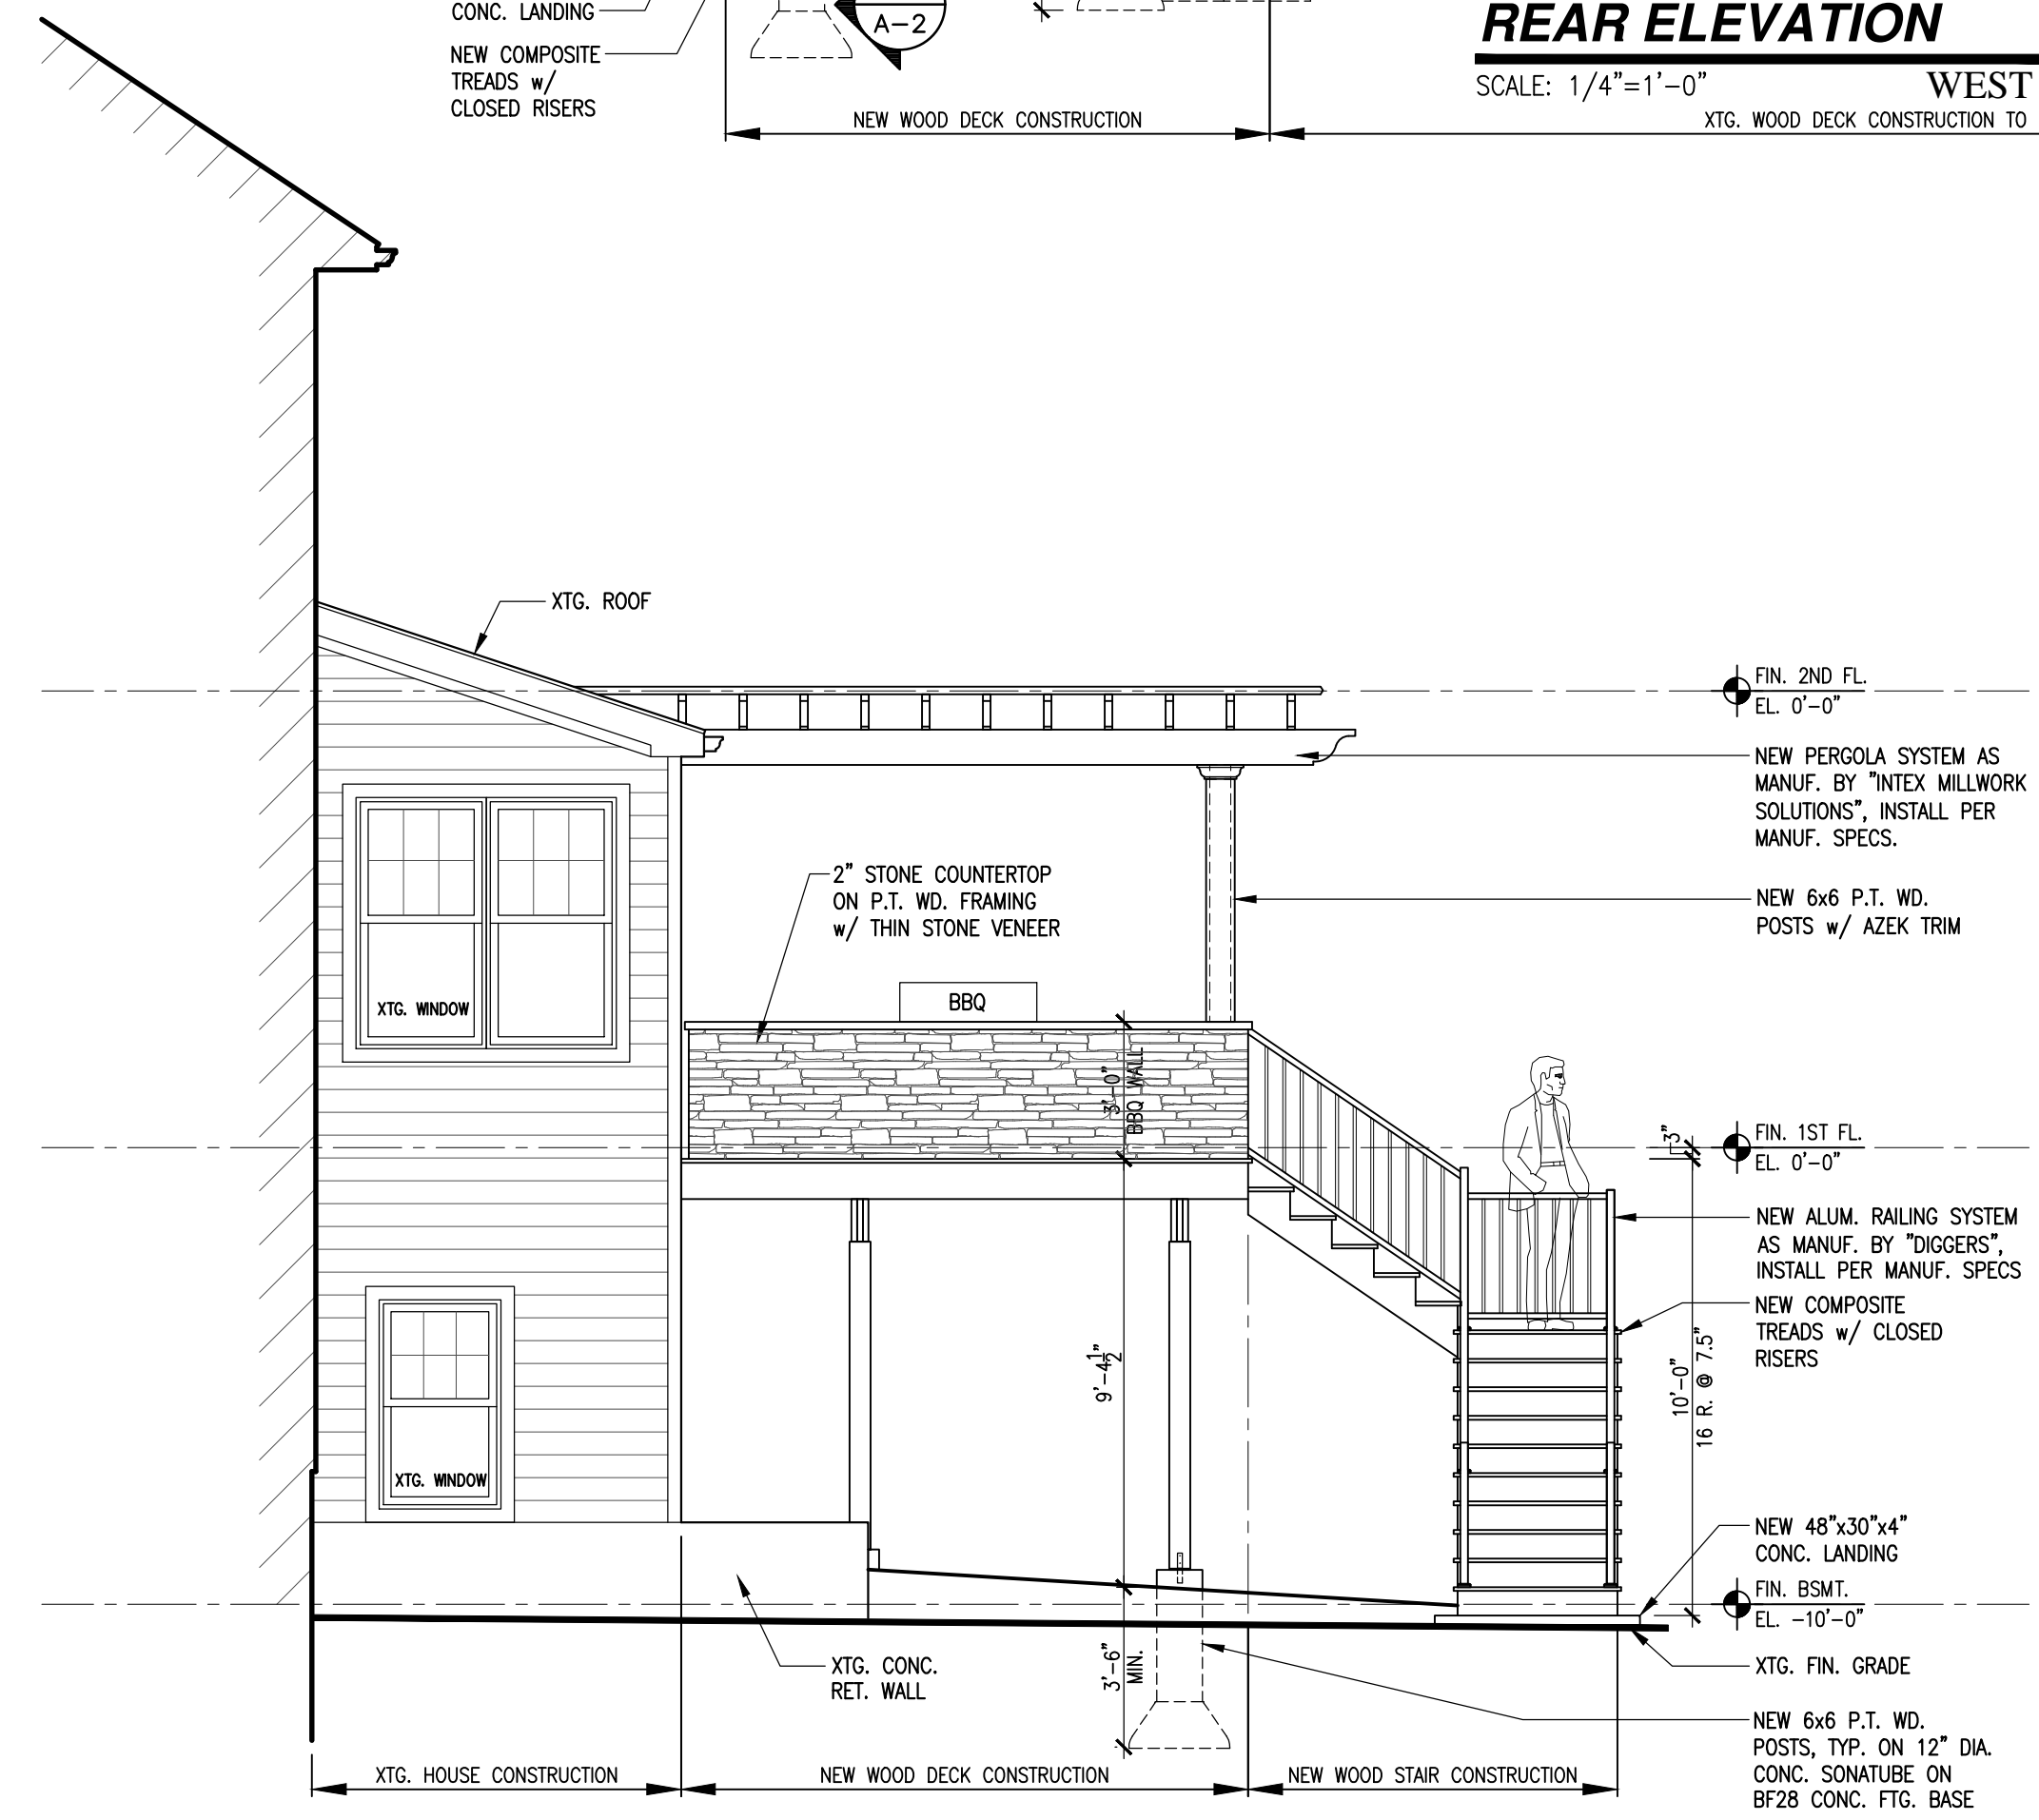 CONC. LANDING
NEW COMPOSITE
TREADS w/
CLOSED RISERS
A-2
NEW WOOD DECK CONSTRUCTION
REAR ELEVATION
SCALE: 1/4"=1'-0"
WEST
XTG. WOOD DECK CONSTRUCTION TO
XTG. ROOF
FIN. 2ND FL.
EL. 0'-0"
NEW PERGOLA SYSTEM AS
MANUF. BY "INTEX MILLWORK
SOLUTIONS", INSTALL PER
MANUF. SPECS.
2" STONE COUNTERTOP
ON P.T. WD. FRAMING
w/ THIN STONE VENEER
NEW 6x6 P.T. WD.
POSTS w/ AZEK TRIM
XTG. WINDOW
BBQ
3'-0"
BBQ WALL
3"
FIN. 1ST FL.
EL. 0'-0"
NEW ALUM. RAILING SYSTEM
AS MANUF. BY "DIGGERS",
INSTALL PER MANUF. SPECS
NEW COMPOSITE
TREADS w/ CLOSED
RISERS
9'-4 1/2"
10'-0"
16 R. @ 7.5"
XTG. WINDOW
NEW 48"x30"x4"
CONC. LANDING
FIN. BSMT.
EL. -10'-0"
XTG. CONC.
RET. WALL
3'-6"
MIN.
XTG. FIN. GRADE
NEW 6x6 P.T. WD.
POSTS, TYP. ON 12" DIA.
CONC. SONATUBE ON
BF28 CONC. FTG. BASE
XTG. HOUSE CONSTRUCTION
NEW WOOD DECK CONSTRUCTION
NEW WOOD STAIR CONSTRUCTION